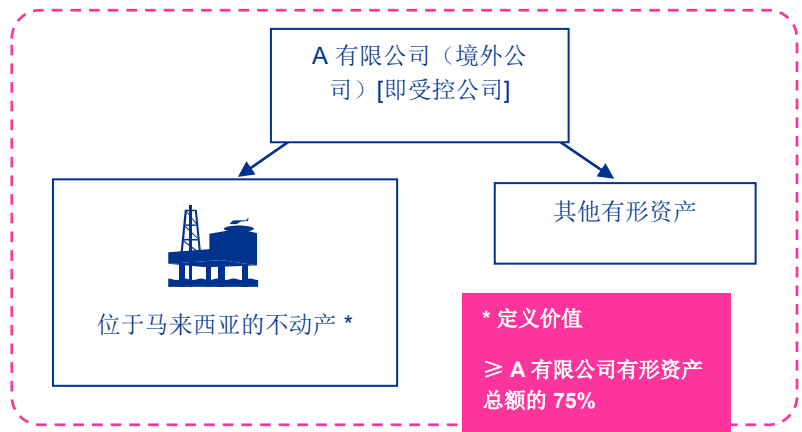 A 有限公司（境外公
司）[即受控公司]
位于马来西亚的不动产 *
其他有形资产
* 定义价值
≥ A 有限公司有形资产
总额的 75%